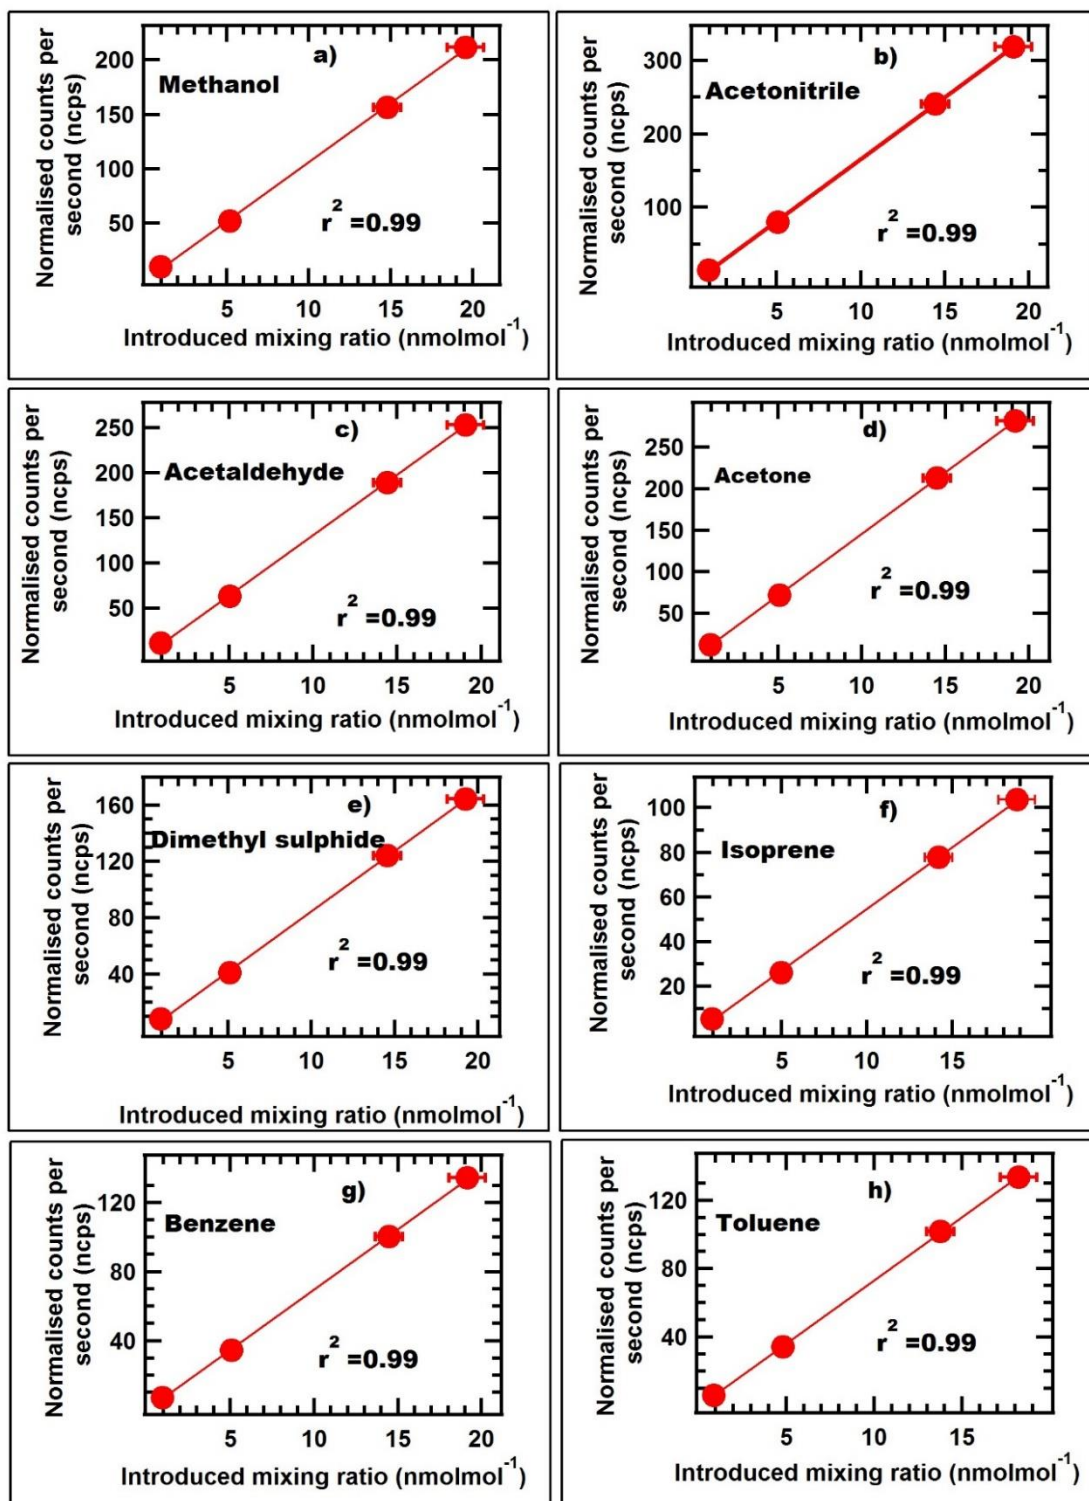 a)
Methanol
Normalised counts per
second (ncps)
200
150
100
50
r² =0.99
5 10 15 20
Introduced mixing ratio (nmolmol⁻¹)
b)
Acetonitrile
Normalised counts per
second (ncps)
300
200
100
r² =0.99
5 10 15 20
Introduced mixing ratio (nmolmol⁻¹)
c)
Acetaldehyde
Normalised counts per
second (ncps)
250
200
150
100
50
r² =0.99
5 10 15 20
Introduced mixing ratio (nmolmol⁻¹)
d)
Acetone
Normalised counts per
second (ncps)
250
200
150
100
50
r² =0.99
5 10 15 20
Introduced mixing ratio (nmolmol⁻¹)
e)
Dimethyl sulphide
Normalised counts per
second (ncps)
160
120
80
40
r² =0.99
5 10 15 20
Introduced mixing ratio (nmolmol⁻¹)
f)
Isoprene
Normalised counts per
second (ncps)
100
80
60
40
20
r² =0.99
5 10 15
Introduced mixing ratio (nmolmol⁻¹)
g)
Benzene
Normalised counts per
second (ncps)
120
80
40
r² =0.99
5 10 15 20
Introduced mixing ratio (nmolmol⁻¹)
h)
Toluene
Normalised counts per
second (ncps)
120
80
40
r² =0.99
5 10 15
Introduced mixing ratio (nmolmol⁻¹)